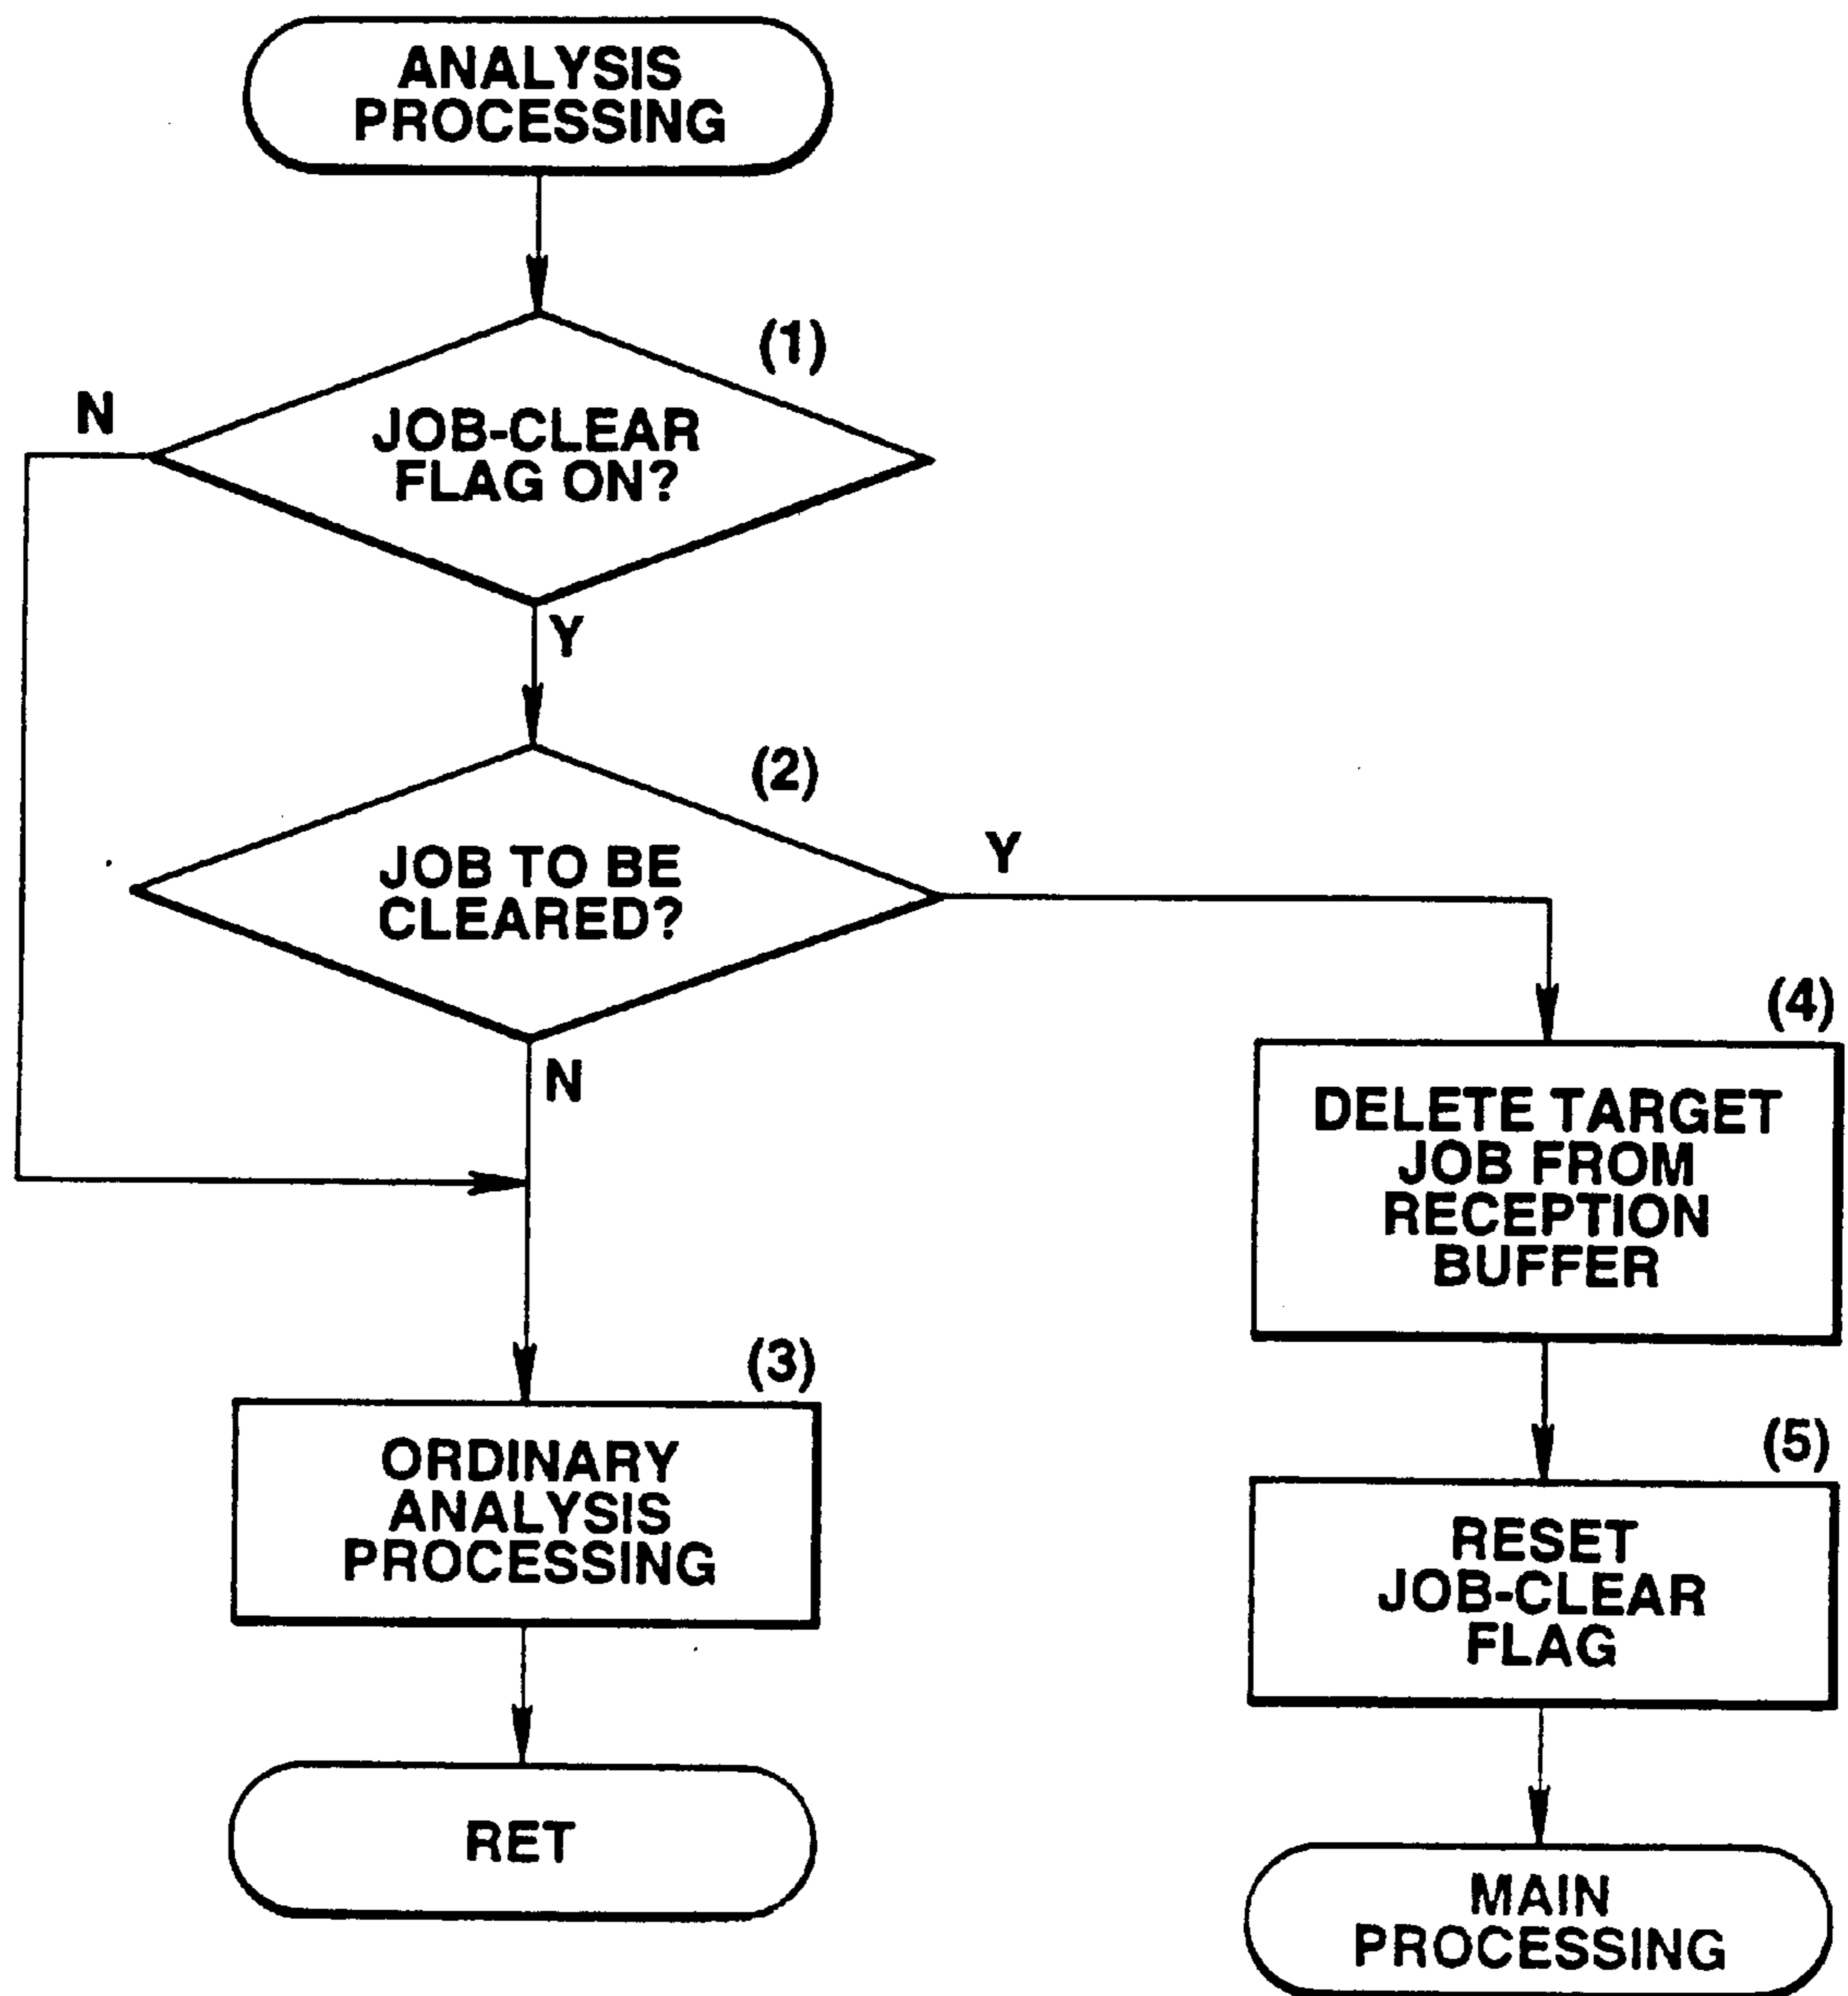 ANALYSIS
PROCESSING
(1)
N
JOB-CLEAR
FLAG ON?
Y
(2)
JOB TO BE
CLEARED?
Y
N
(4)
DELETE TARGET
JOB FROM
RECEPTION
BUFFER
(3)
ORDINARY
ANALYSIS
PROCESSING
(5)
RESET
JOB-CLEAR
FLAG
RET
MAIN
PROCESSING